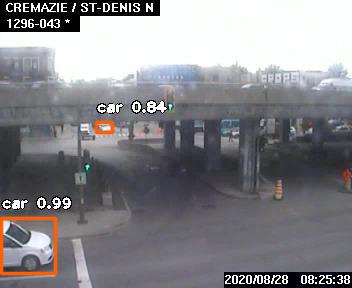 CREMAZIE / ST-DENIS N
1296-043 *
car 0.84
car 0.99
2020/08/28 08:25:38